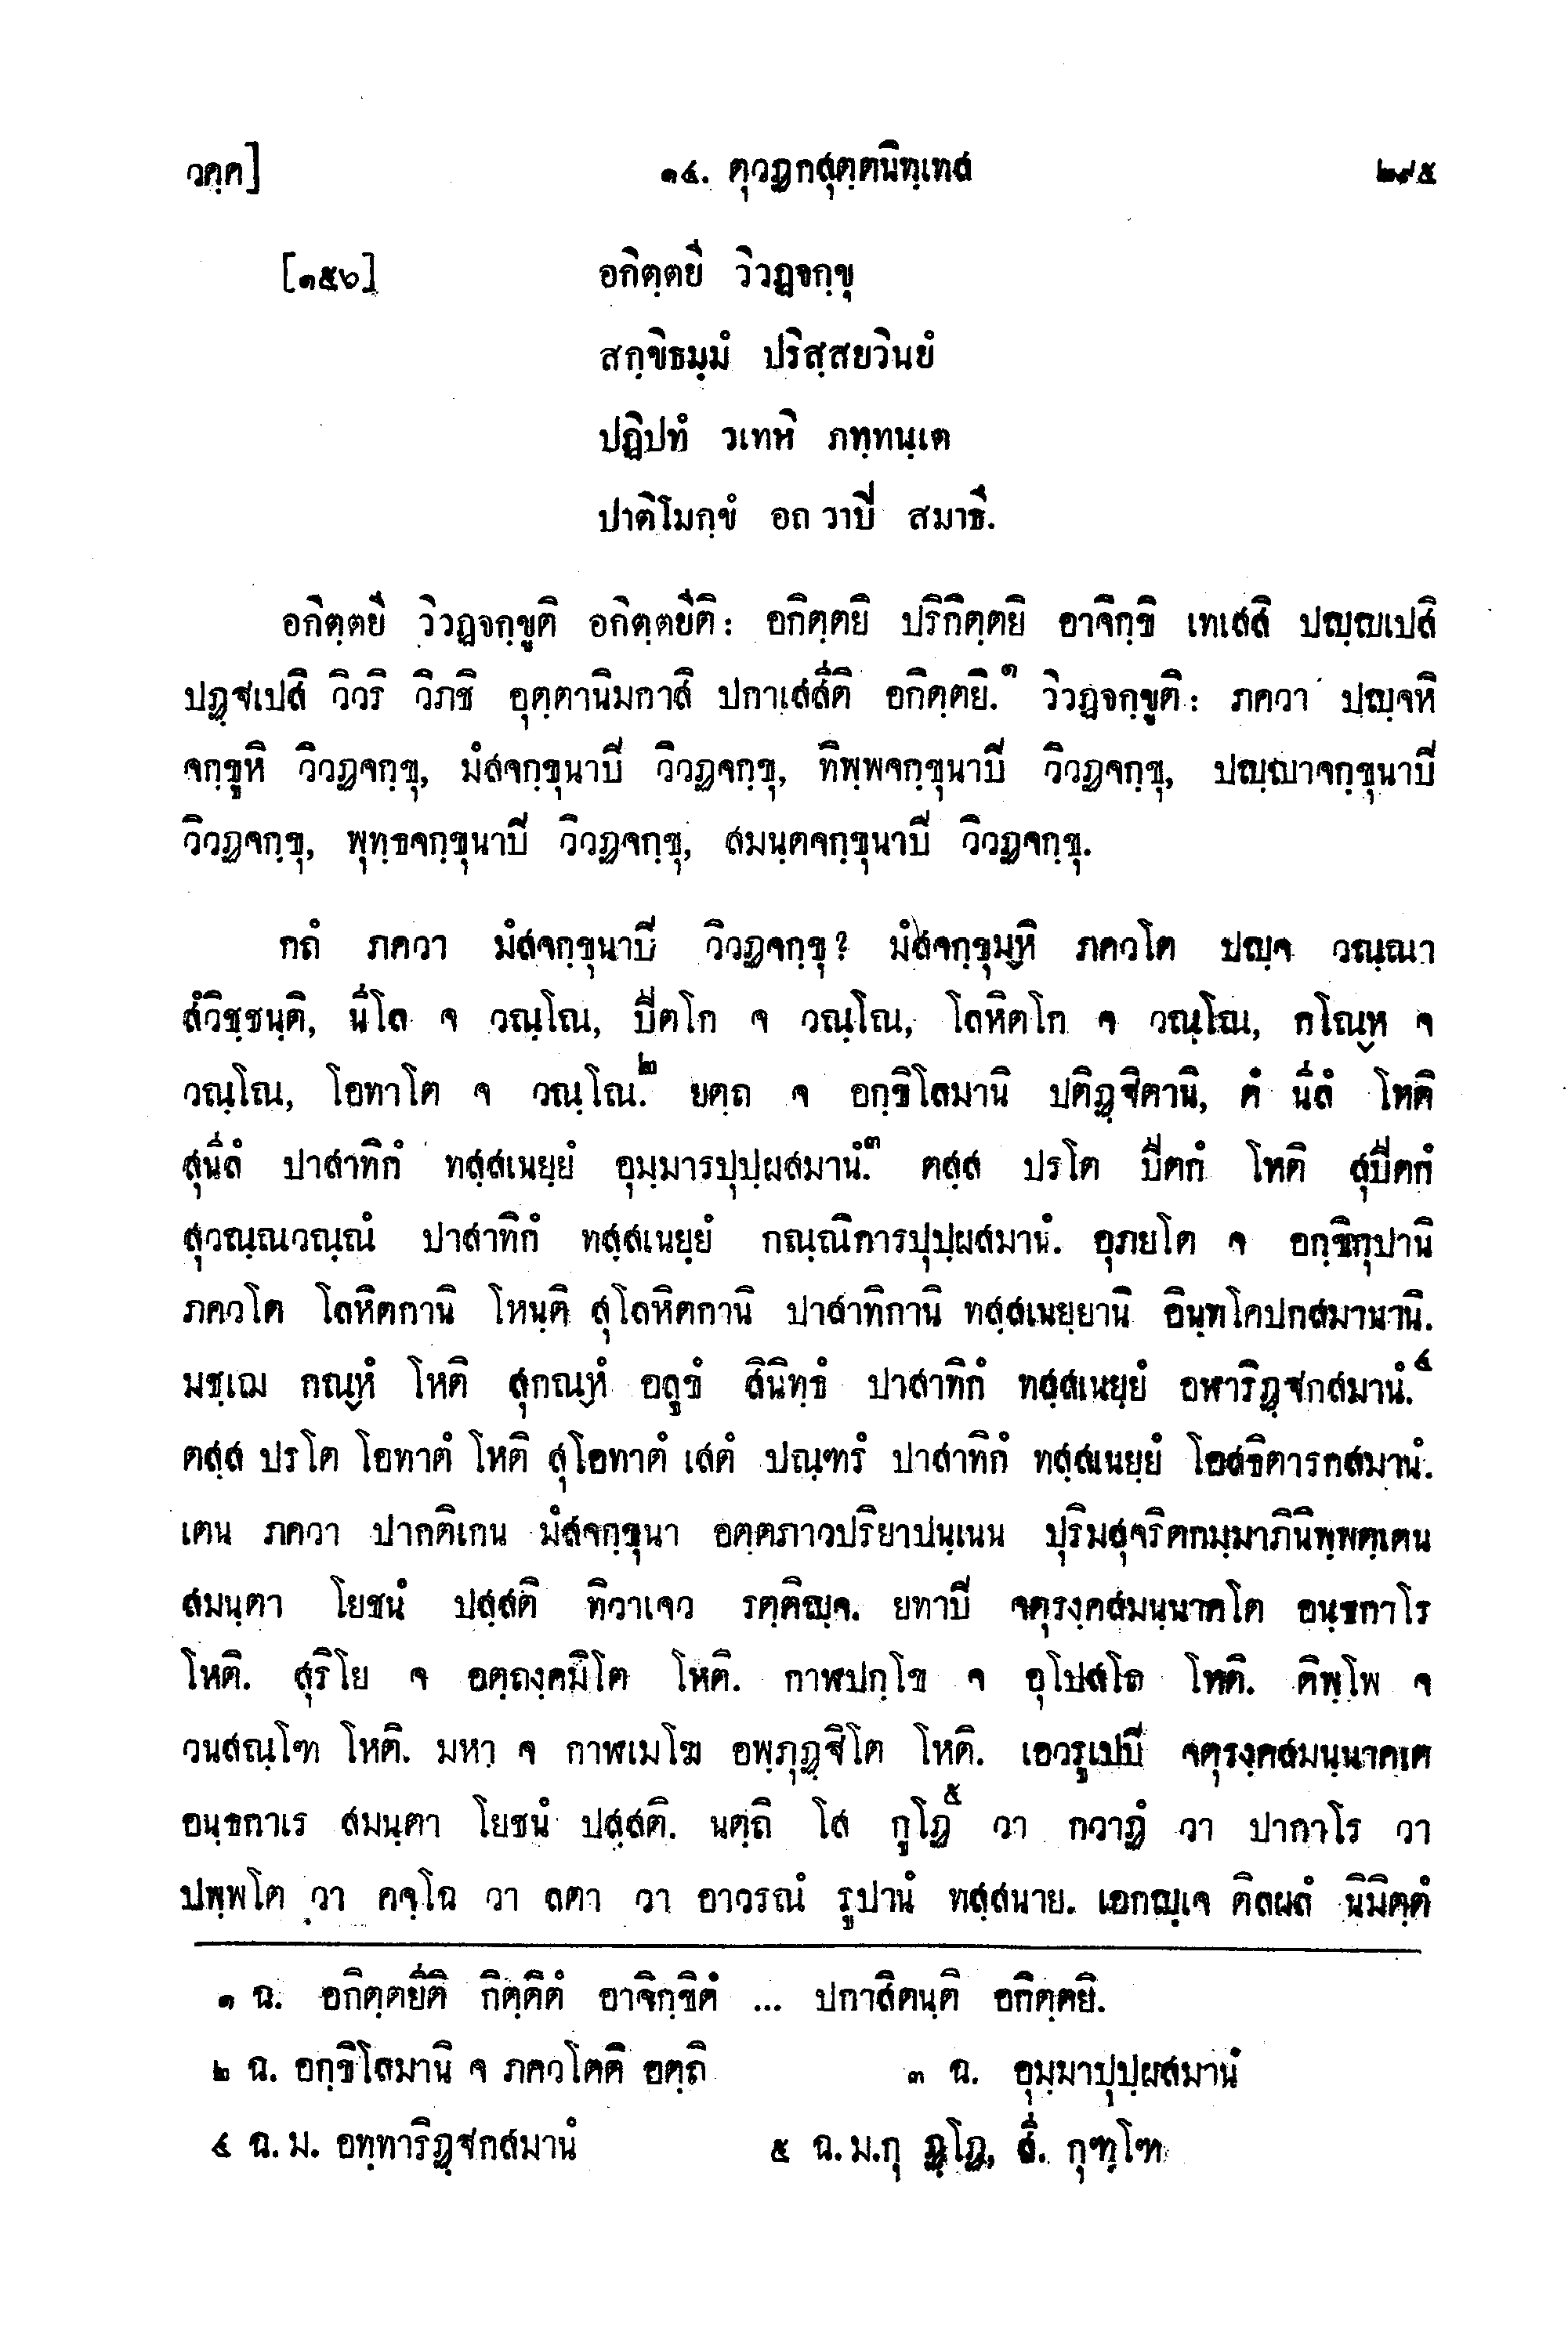 วคฺค]
๑๔. ตุวฏกสุตฺตนิทฺเทส
๒๙๕
[๑๕๖]
อกิตฺตยี วิวฏจกฺขุ
สกฺขิธมฺมํ ปริสฺสยวินยํ
ปฏิปทํ วเทหิ ภทฺทนฺเต
ปาติโมกฺขํ อถ วาปิ สมาธึ.
อกิตฺตยี วิวฏจกฺขูติ อกิตฺตยีติ: อกิตฺตยิ ปริกิตฺตยิ อาจิกฺขิ เทเสสิ ปญฺญเปสิ
ปฏฺฐเปสิ วิวริ วิภชิ อุตฺตานิมกาสิ ปกาเสสีติ อกิตฺตยิ.๑ วิวฏจกฺขูติ: ภควา ปญฺจหิ
จกฺขูหิ วิวฏจกฺขุ, มํสจกฺขุนาปิ วิวฏจกฺขุ, ทิพฺพจกฺขุนาปิ วิวฏจกฺขุ, ปญฺญาจกฺขุนาปิ
วิวฏจกฺขุ, พุทฺธจกฺขุนาปิ วิวฏจกฺขุ, สมนฺตจกฺขุนาปิ วิวฏจกฺขุ.
กถํ ภควา มํสจกฺขุนาปิ วิวฏจกฺขุ? มํสจกฺขุมฺหิ ภควโต ปญฺจ วณฺณา
สํวิชฺชนฺติ, นีโล จ วณฺโณ, ปีตโก จ วณฺโณ, โลหิตโก จ วณฺโณ, กโณฺห จ
วณฺโณ, โอทาโต จ วณฺโณ.๒ ยตฺถ จ อกฺขิโลมานิ ปติฏฺฐิตานิ, ตํ นีลํ โหติ
สุนีลํ ปาสาทิกํ ทสฺสเนยฺยํ อุมฺมารปุปฺผสมานํ.๓ ตสฺส ปรโต ปีตกํ โหติ สุปีตกํ
สุวณฺณวณฺณํ ปาสาทิกํ ทสฺสเนยฺยํ กณฺณิการปุปฺผสมานํ. อุภยโต จ อกฺขิกุปานิ
ภควโต โลหิตกานิ โหนฺติ สุโลหิตกานิ ปาสาทิกานิ ทสฺสเนยฺยานิ อินฺทโคปกสมานานิ.
มชฺเฌ กณฺหํ โหติ สุกณฺหํ อลูขํ สินิทฺธํ ปาสาทิกํ ทสฺสเนยฺยํ อฬาริฏฺฐกสมานํ.๔
ตสฺส ปรโต โอทาตํ โหติ สุโอทาตํ เสตํ ปณฺฑรํ ปาสาทิกํ ทสฺสเนยฺยํ โอสธิตารกสมานํ.
เตน ภควา ปากติเกน มํสจกฺขุนา อตฺตภาวปริยาปนฺเนน ปุริมสุจริตกมฺมาภินิพฺพตฺเตน
สมนฺตา โยชนํ ปสฺสติ ทิวาเจว รตฺติญฺจ. ยทาปิ จตุรงฺคสมนฺนาคโต อนฺธกาโร
โหติ. สุริโย จ อตฺถงฺคมิโต โหติ. กาฬปกฺโข จ อุโปสโถ โหติ. ติพฺโพ จ
วนสณฺโฑ โหติ. มหา จ กาฬเมโฆ อพฺภุฏฺฐิโต โหติ. เอวรูเปปิ จตุรงฺคสมนฺนาคเต
อนฺธกาเร สมนฺตา โยชนํ ปสฺสติ. นตฺถิ โส กูโฏ๕ วา กวาฏํ วา ปากาโร วา
ปพฺพโต วา คจฺโฉ วา ลตา วา อาวรณํ รูปานํ ทสฺสนาย. เอกญฺเจ ติลผลํ นิมิตฺตํ
๑ ฉ. อกิตฺตยีติ กิตฺติตํ อาจิกฺขิตํ ... ปกาสิตนฺติ อกิตฺตยิ.
๒ ฉ. อกฺขิโลมานิ จ ภควโตติ อตฺถิ
๓ ฉ. อุมฺมาปุปฺผสมานํ
๔ ฉ. ม. อทฺทาริฏฺฐกสมานํ
๕ ฉ. ม. กุ ฏฺโฏ, สี. กุฑฺโฑ